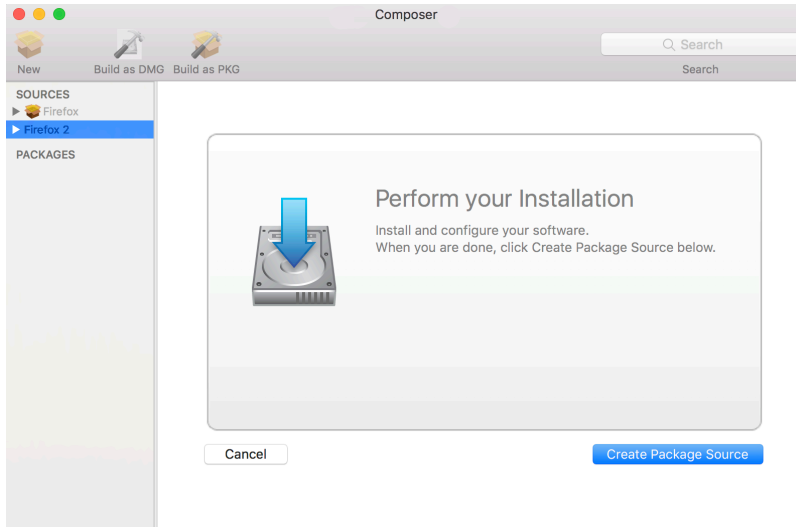 Composer
New
Build as DMG
Build as PKG
Search
Search
SOURCES
Firefox
Firefox 2
PACKAGES
Perform your Installation
Install and configure your software.
When you are done, click Create Package Source below.
Cancel
Create Package Source